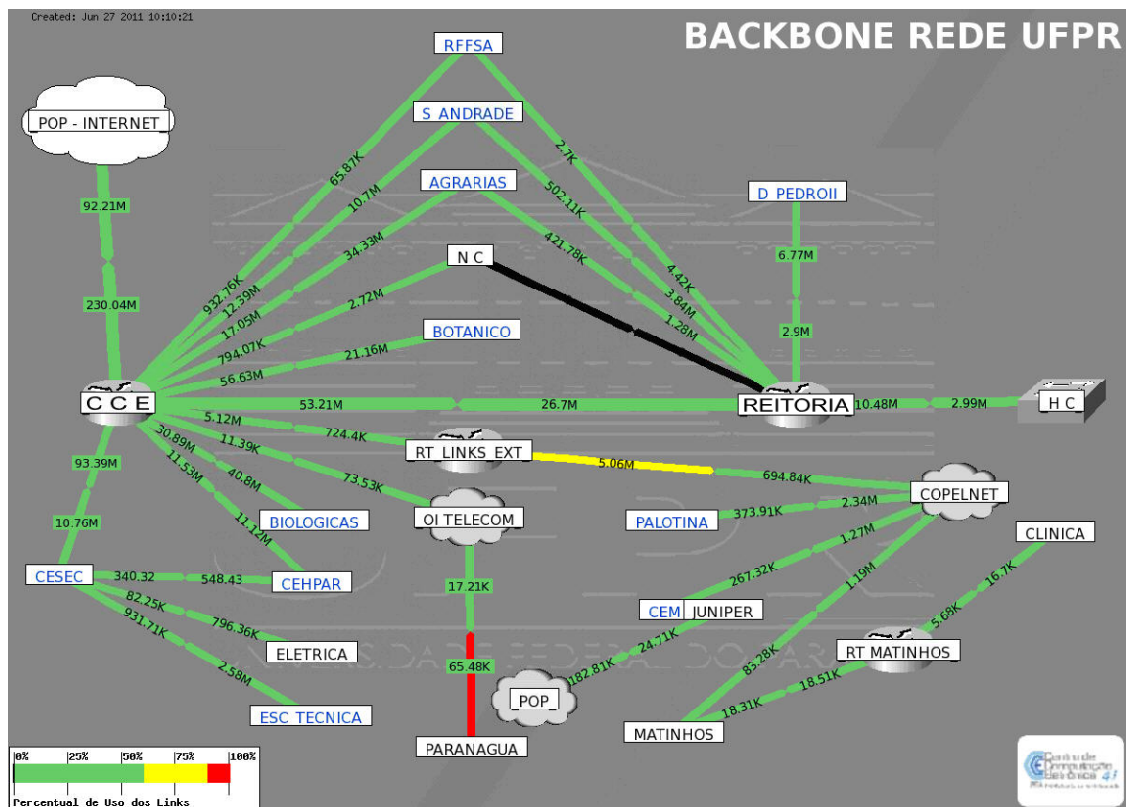 Created: Jun 27 2011 10:10:21
BACKBONE REDE UFPR
RFFSA
POP - INTERNET
S ANDRADE
AGRARIAS
D PEDROII
N C
BOTANICO
92.21M
230.04M
65.87K
932.76K
10.7M
12.39M
34.33M
17.05M
2.72M
794.07K
21.16M
56.63M
2.7K
4.42K
502.11K
3.84M
421.78K
1.28M
6.77M
2.9M
C C E
53.21M
26.7M
REITORIA
10.48M
2.99M
H C
5.12M
724.4K
RT LINKS_EXT
5.06M
694.84K
COPELNET
11.39K
73.53K
OI TELECOM
30.89M
40.8M
BIOLOGICAS
11.53M
11.12M
CEHPAR
93.39M
10.76M
CESEC
340.32
548.43
82.25K
796.36K
ELETRICA
931.71K
2.58M
ESC TECNICA
17.21K
65.48K
PARANAGUA
PALOTINA
373.91K
2.34M
1.27M
267.32K
CEM
JUNIPER
24.71K
182.81K
POP
1.19M
MATINHOS
18.31K
18.51K
RT MATINHOS
5.68K
16.7K
CLINICA
0%
25%
50%
75%
100%
Percentual de Uso dos Links
Centro de
Computação
Eletrônica